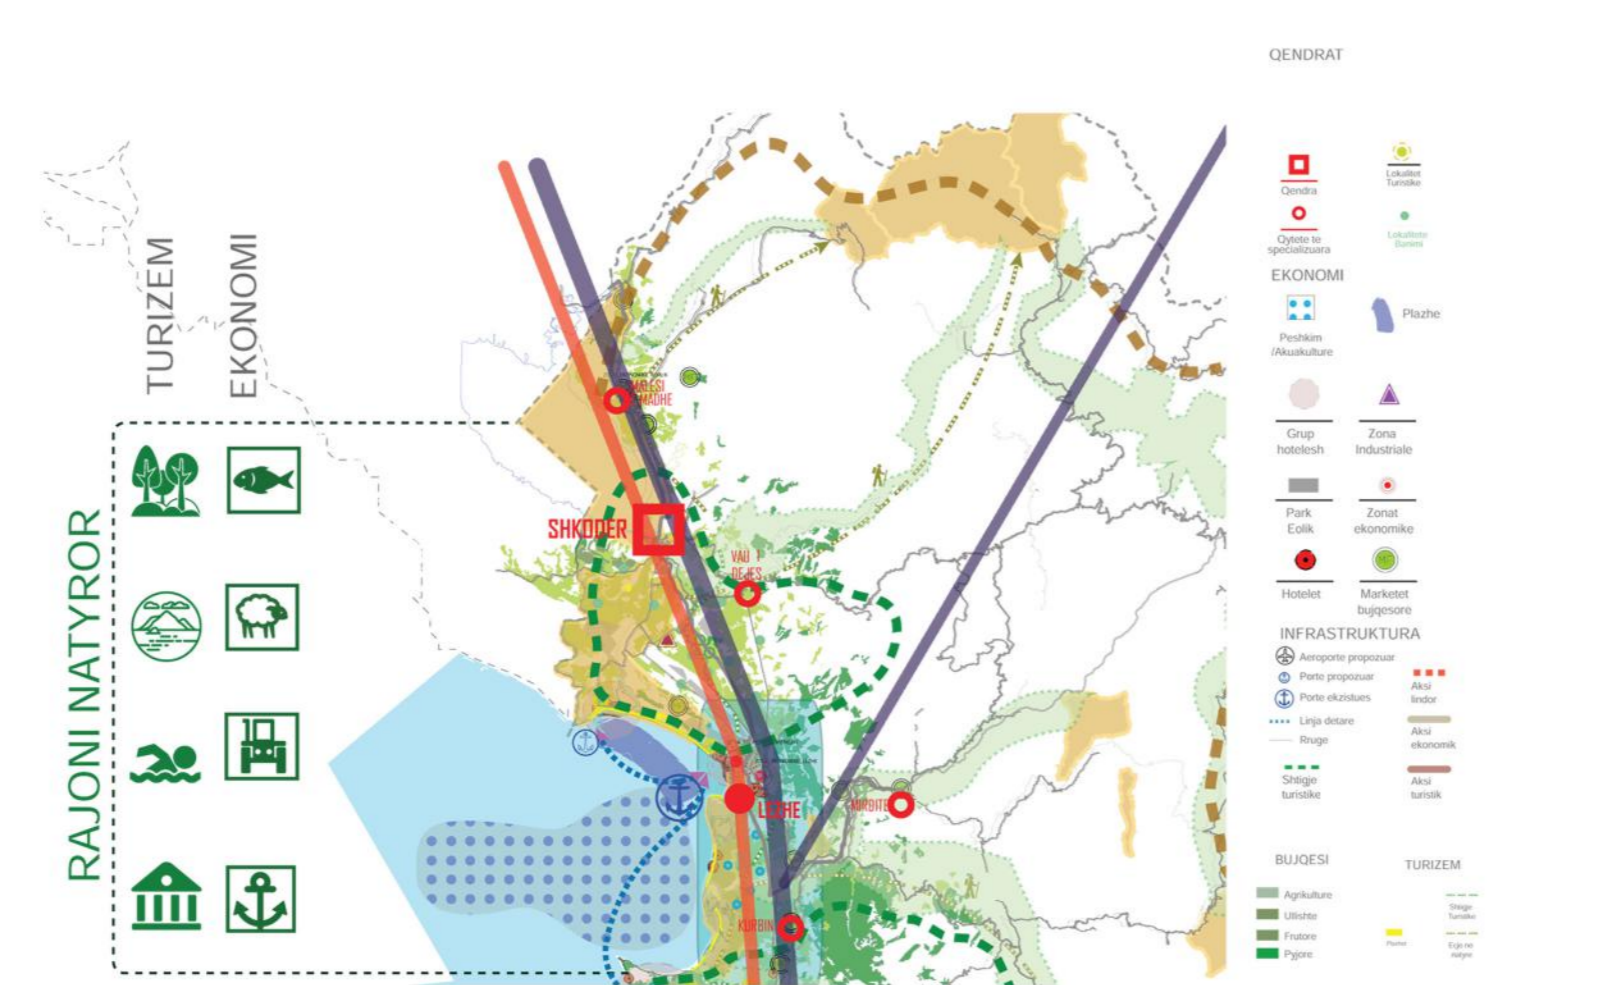 QENDRAT
TURIZEM
EKONOMI
RAJONI NATYROR
MADHE
SHKODER
VAU I
DEJES
LEZHE
MIRDITE
KURBIN
Qendra
Lokalitet
Turistike
Qytete te
specializuara
Lokalitete
Banimi
EKONOMI
Peshkim
/Akuakulture
Plazhe
Grup
hotelesh
Zona
Industriale
Park
Eolik
Zonat
ekonomike
Hotelet
Marketet
bujqesore
INFRASTRUKTURA
Aeroporte propozuar
Porte propozuar
Porte ekzistues
Linja detare
Rruge
Shtigje
turistike
Aksi
lindor
Aksi
ekonomik
Aksi
turistik
BUJQESI
Agrikulture
Ullishte
Frutore
Pyjore
TURIZEM
Shtigje
Turistike